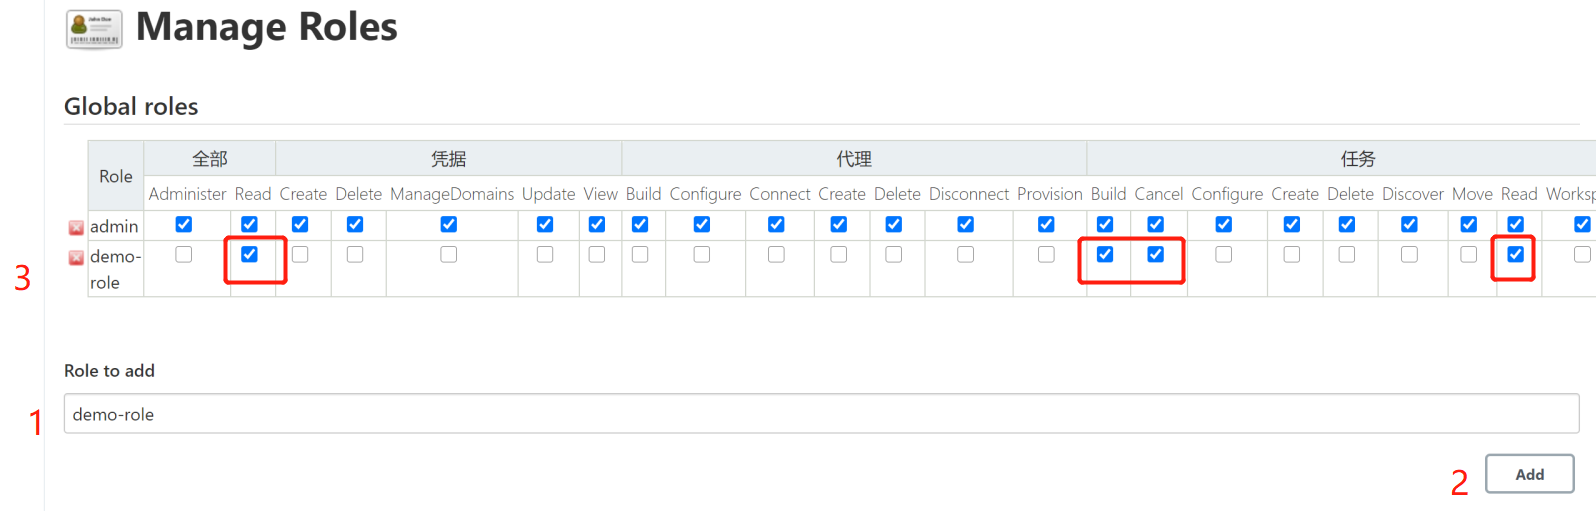 Manage Roles
Global roles
Role 全部 凭据 代理 任务
Administer Read Create Delete ManageDomains Update View Build Configure Connect Create Delete Disconnect Provision Build Cancel Configure Create Delete Discover Move Read Worksp
admin
demo-
role
3
Role to add
demo-role
1
2
Add